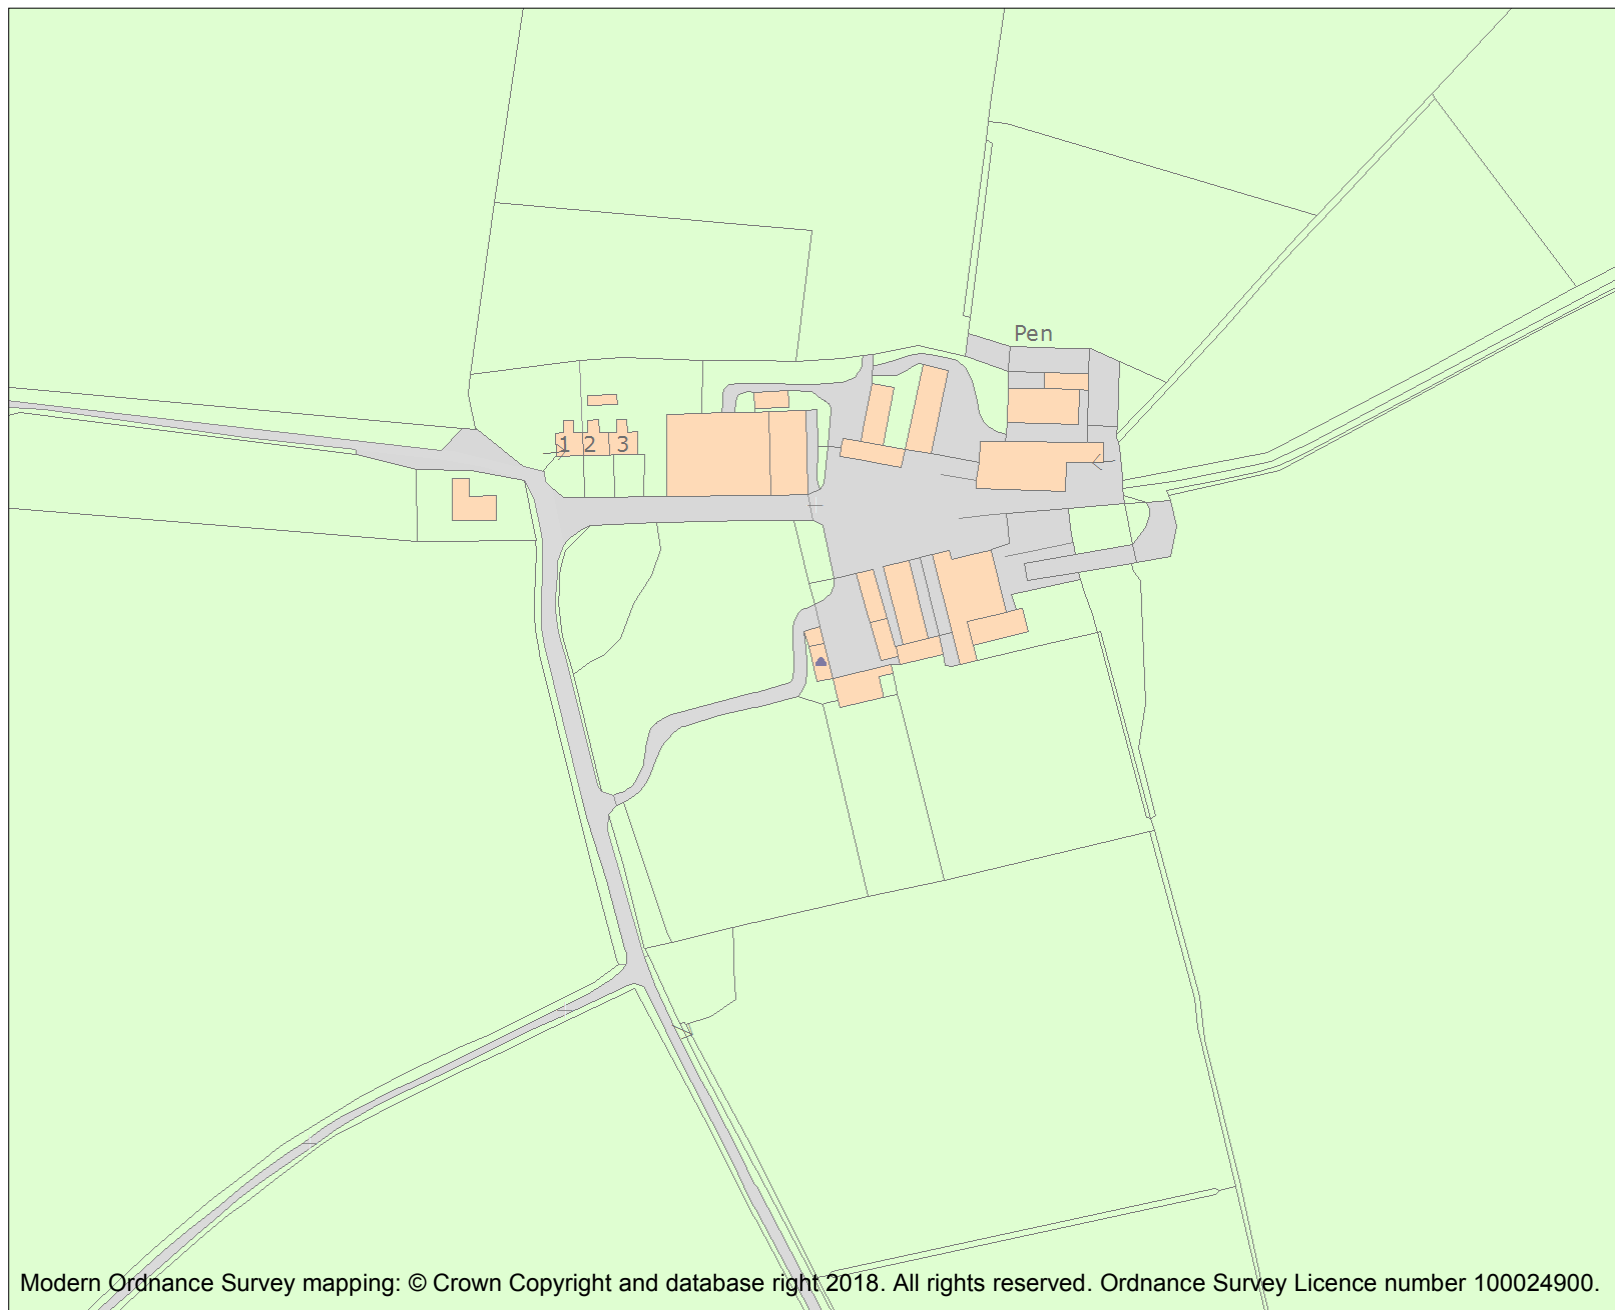 Pen
1 2 3
Modern Ordnance Survey mapping: © Crown Copyright and database right 2018. All rights reserved. Ordnance Survey Licence number 100024900.